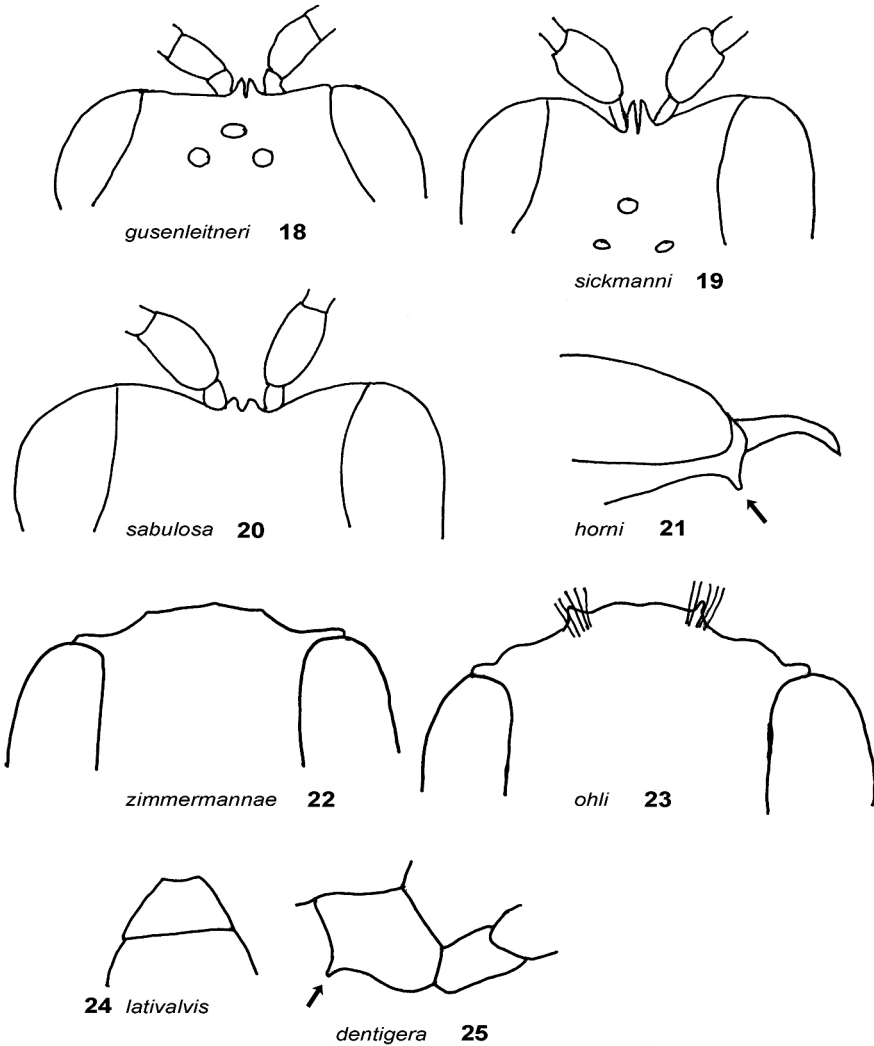 gusenleitneri 18
sickmanni 19
sabulosa 20
horni 21
zimmermannae 22
ohli 23
24 lativalvis
dentigera 25